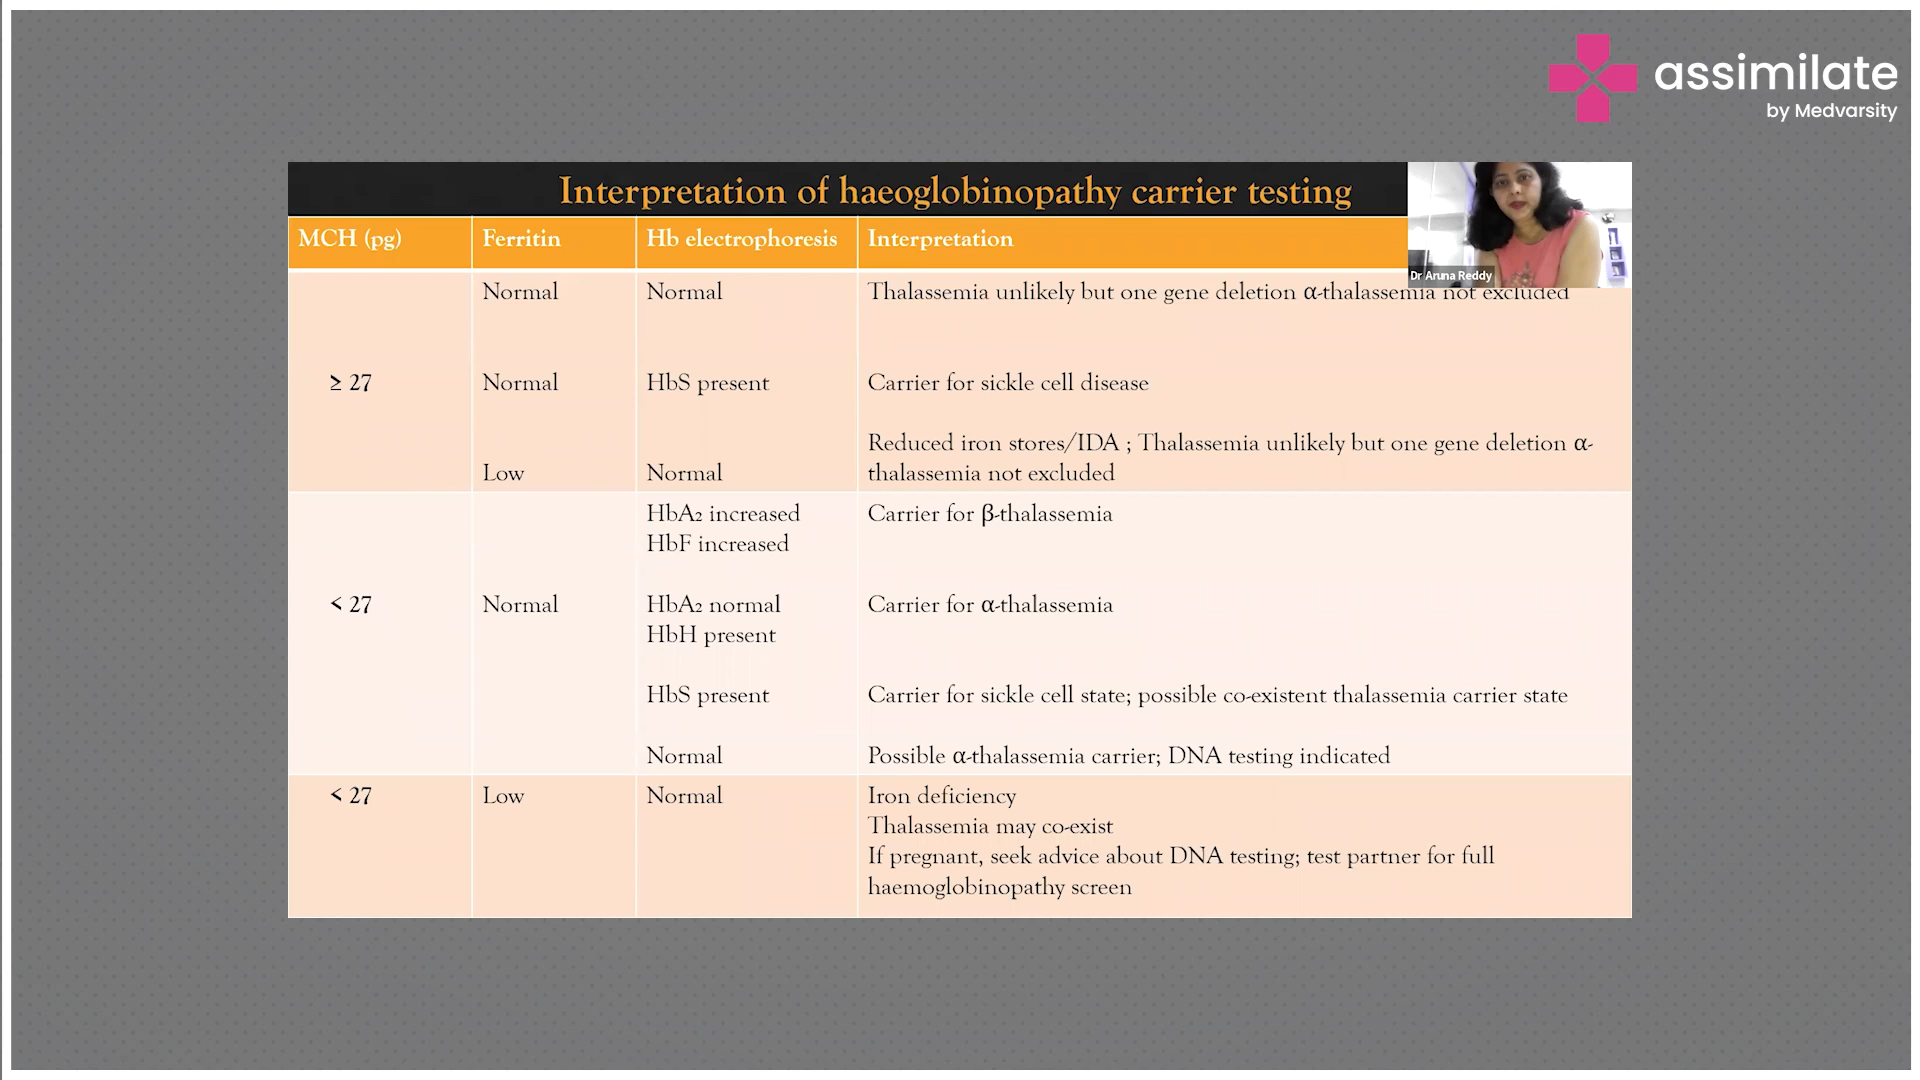 assimilate
by Medvarsity
Interpretation of haeoglobinopathy carrier testing
MCH (pg) Ferritin Hb electrophoresis Interpretation
Dr Aruna Reddy
Normal Normal Thalassemia unlikely but one gene deletion α-thalassemia not excluded
≥ 27 Normal HbS present Carrier for sickle cell disease
Reduced iron stores/IDA ; Thalassemia unlikely but one gene deletion α-
Low Normal thalassemia not excluded
HbA2 increased Carrier for β-thalassemia
HbF increased
< 27 Normal HbA2 normal Carrier for α-thalassemia
HbH present
HbS present Carrier for sickle cell state; possible co-existent thalassemia carrier state
Normal Possible α-thalassemia carrier; DNA testing indicated
< 27 Low Normal Iron deficiency
Thalassemia may co-exist
If pregnant, seek advice about DNA testing; test partner for full
haemoglobinopathy screen